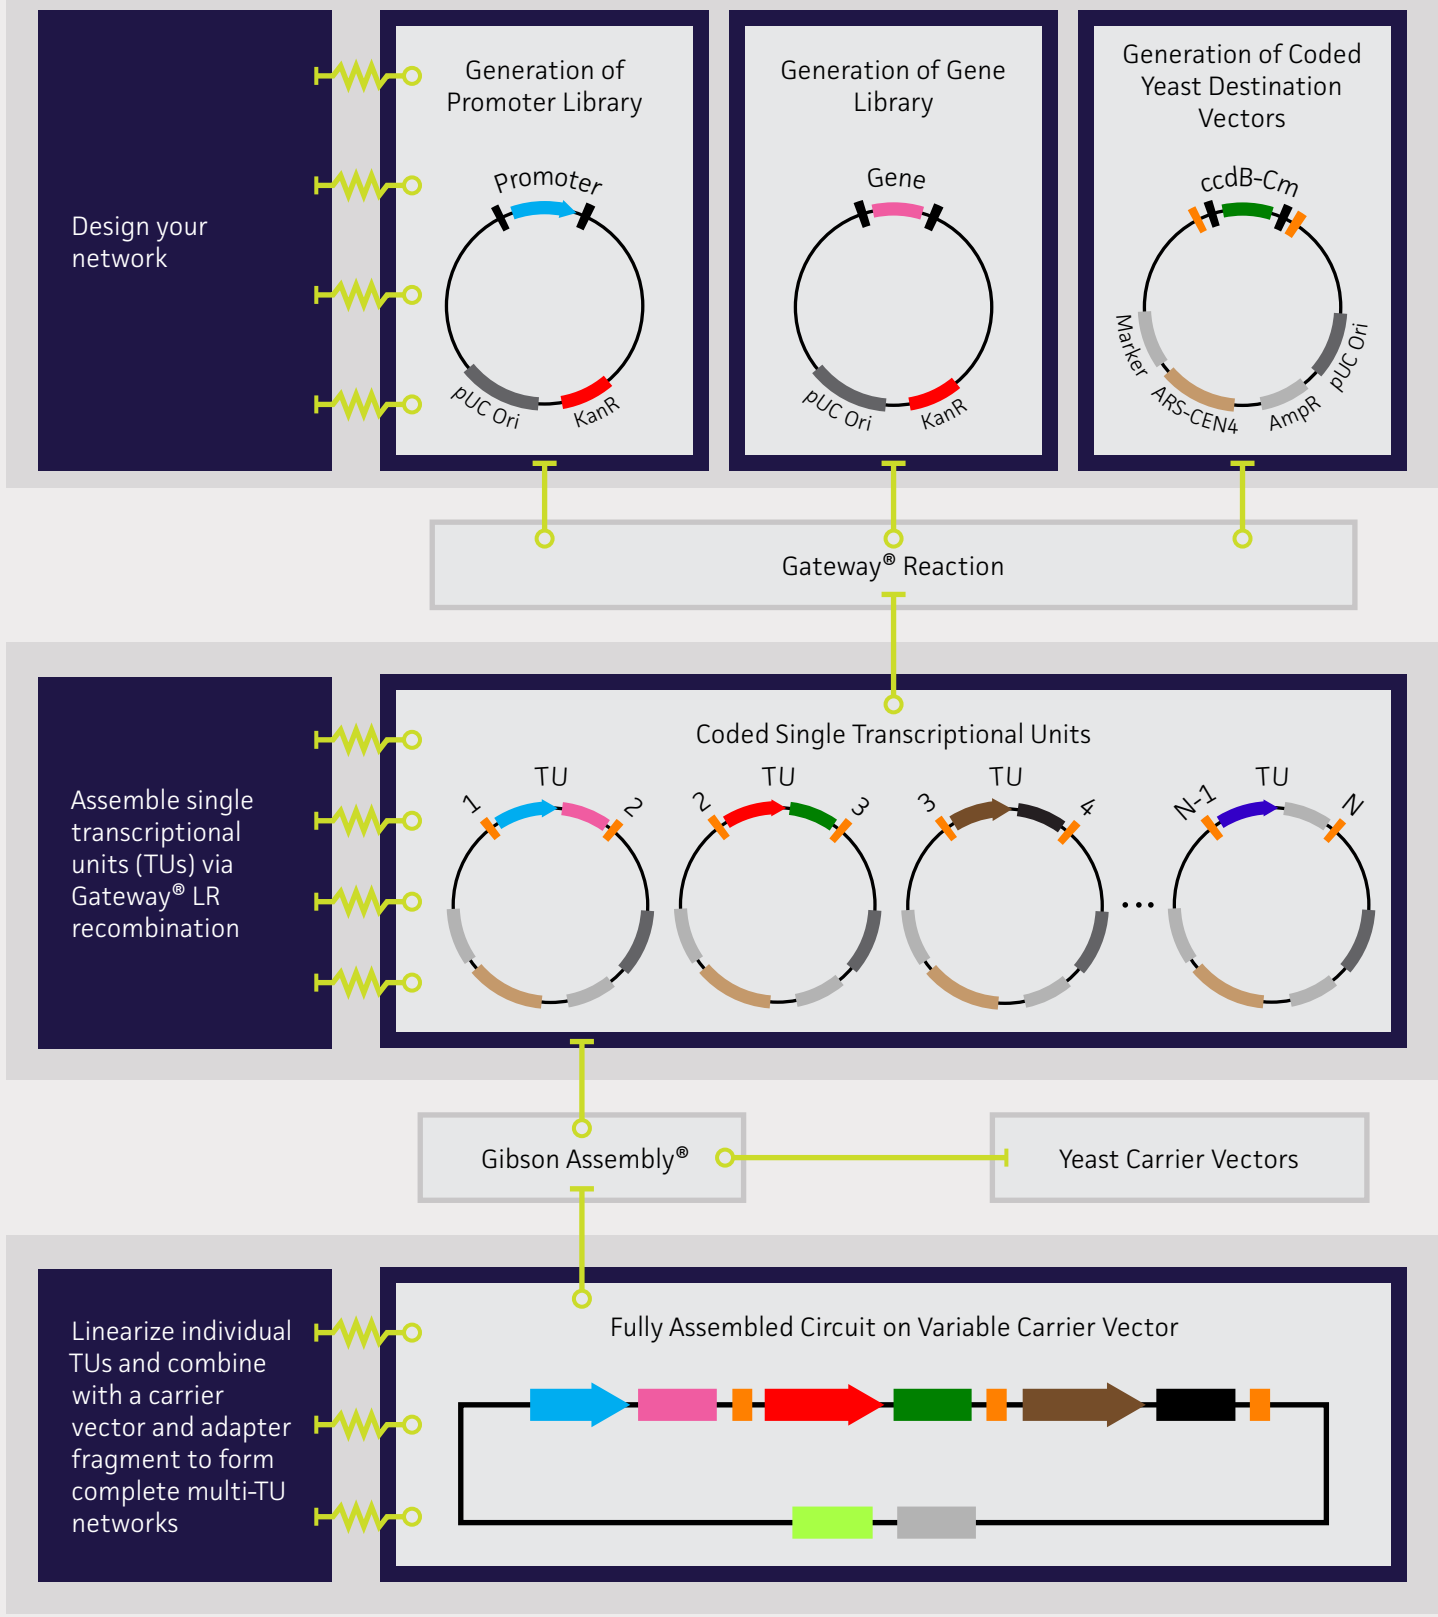 Design your
network
Generation of
Promoter Library
Promoter
pUC Ori
KanR
Generation of Gene
Library
Gene
pUC Ori
KanR
Generation of Coded
Yeast Destination
Vectors
ccdB-Cm
Marker
ARS-CEN4
AmpR
pUC Ori
Gateway® Reaction
Assemble single
transcriptional
units (TUs) via
Gateway® LR
recombination
Coded Single Transcriptional Units
1 TU 2
2 TU 3
3 TU 4
...
N-1 TU N
Gibson Assembly®
Yeast Carrier Vectors
Linearize individual
TUs and combine
with a carrier
vector and adapter
fragment to form
complete multi-TU
networks
Fully Assembled Circuit on Variable Carrier Vector